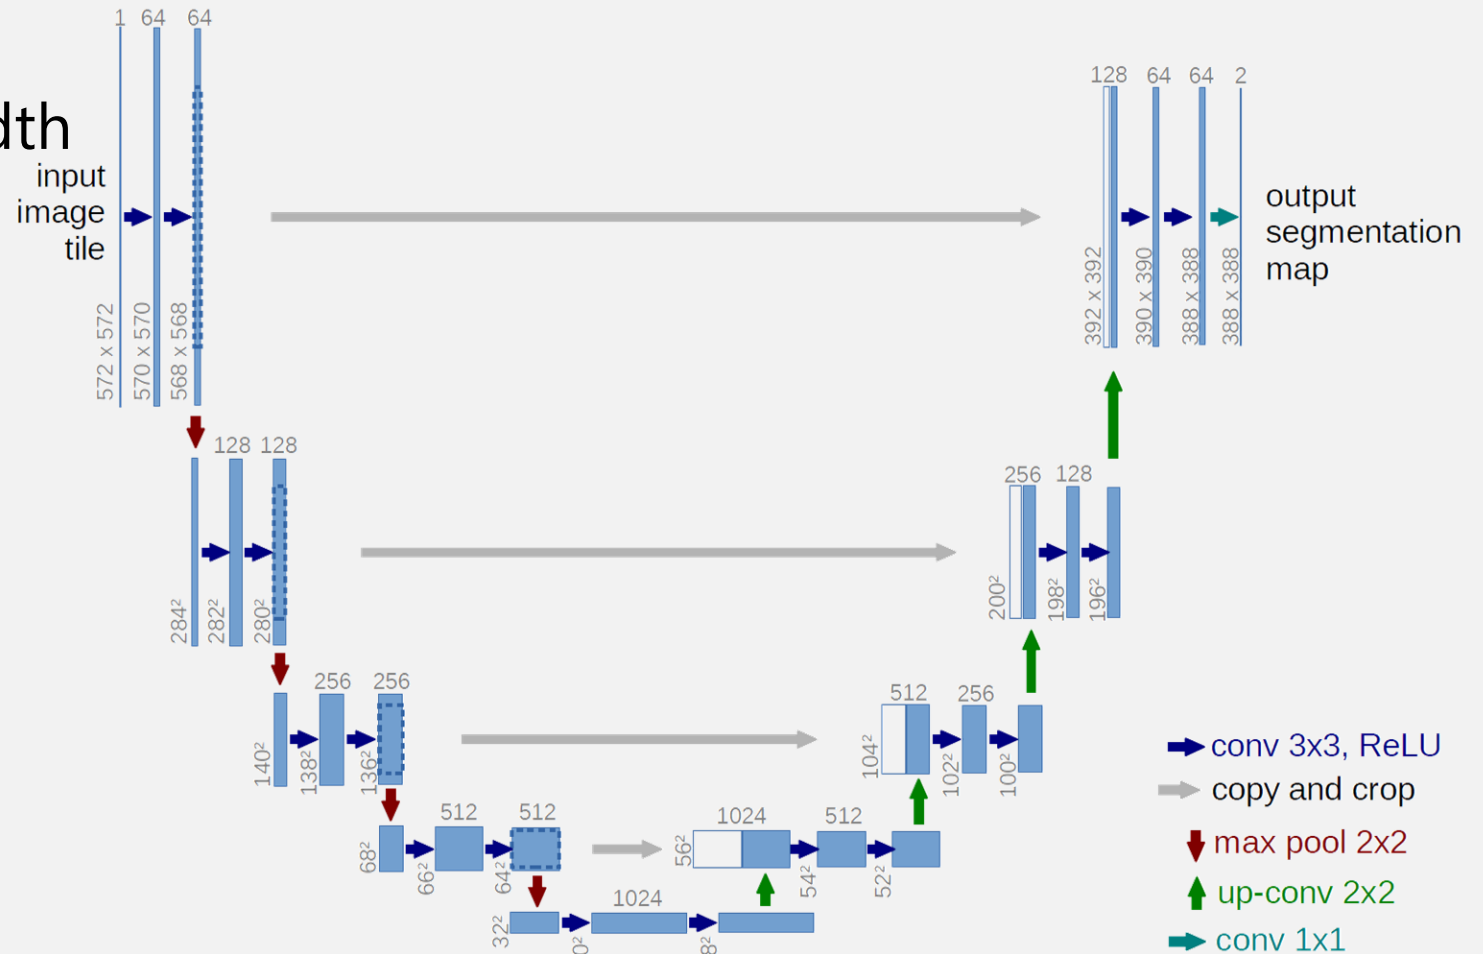 1 64 64
128 64 64 2
dth
input
image
tile
output
segmentation
map
572 x 572
570 x 570
568 x 568
392 x 392
390 x 390
388 x 388
388 x 388
128 128
256 128
284²
282²
280²
200²
198²
196²
256 256
512 256
140²
138²
136²
104²
102²
100²
conv 3x3, ReLU
copy and crop
max pool 2x2
up-conv 2x2
conv 1x1
512 512
1024 512
68²
66²
64²
56²
54²
52²
1024
32²
0²
8²